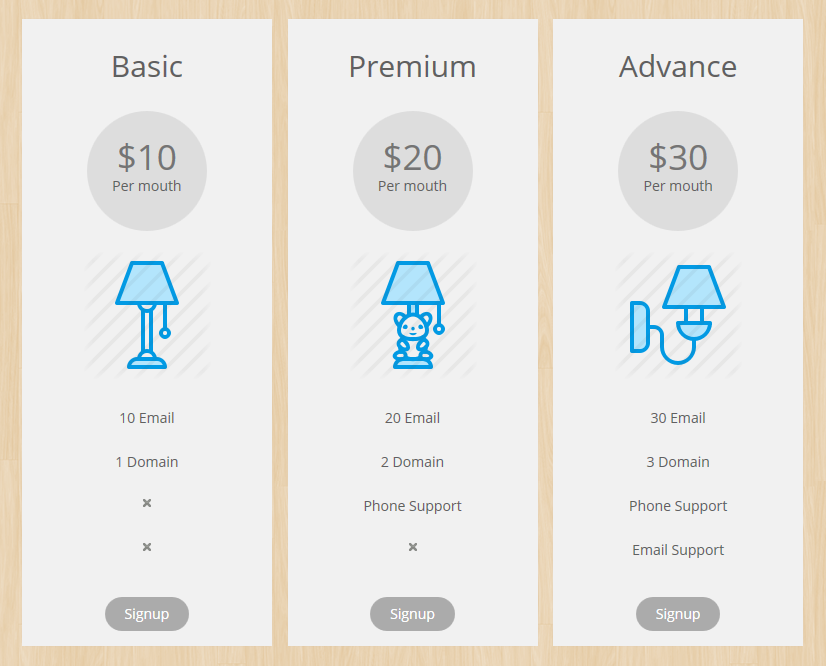 Basic
$10
Per mouth
10 Email
1 Domain
Signup
Premium
$20
Per mouth
20 Email
2 Domain
Phone Support
Signup
Advance
$30
Per mouth
30 Email
3 Domain
Phone Support
Email Support
Signup